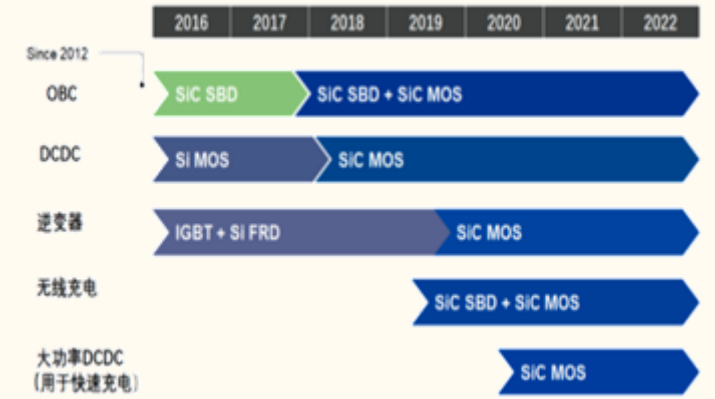 2016 2017 2018 2019 2020 2021 2022
Since 2012
OBC SiC SBD SiC SBD + SiC MOS
DCDC Si MOS SiC MOS
逆变器 IGBT + Si FRD SiC MOS
无线充电 SiC SBD + SiC MOS
大功率DCDC
(用于快速充电) SiC MOS